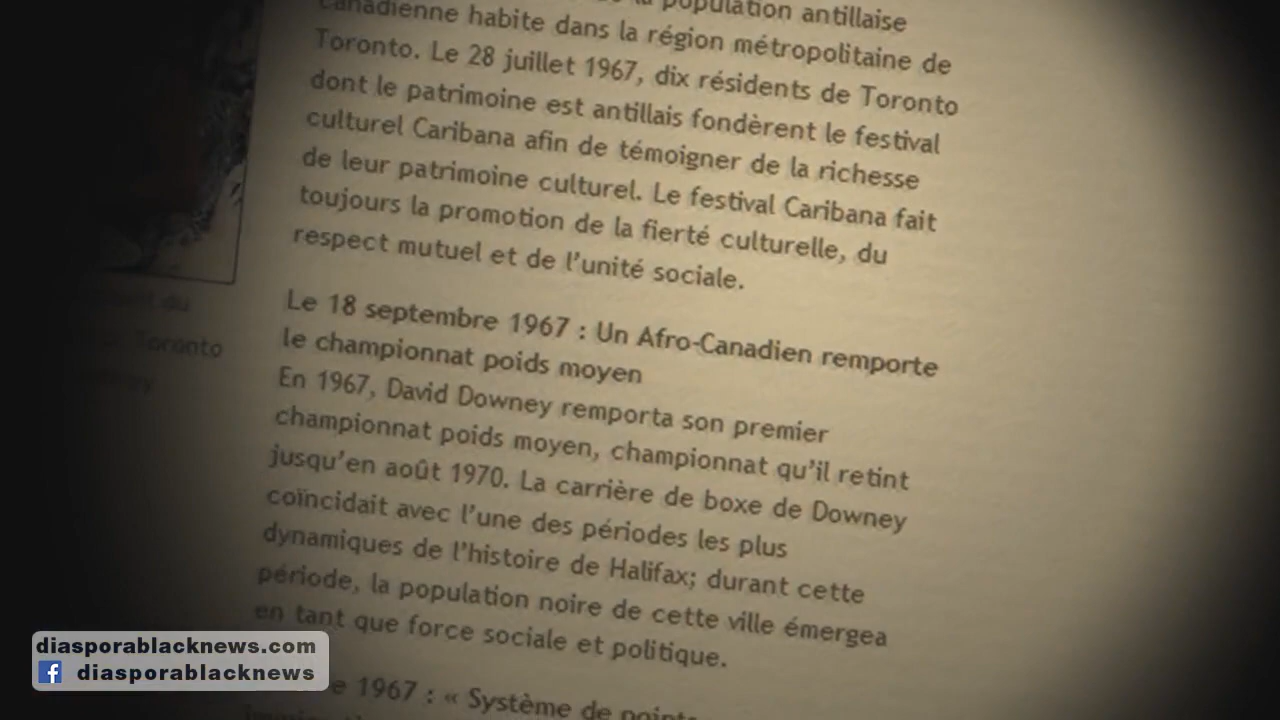 population antillaise
canadienne habite dans la région métropolitaine de
Toronto. Le 28 juillet 1967, dix résidents de Toronto
dont le patrimoine est antillais fondèrent le festival
culturel Caribana afin de témoigner de la richesse
de leur patrimoine culturel. Le festival Caribana fait
toujours la promotion de la fierté culturelle, du
respect mutuel et de l'unité sociale.
Le 18 septembre 1967 : Un Afro-Canadien remporte
le championnat poids moyen
En 1967, David Downey remporta son premier
championnat poids moyen, championnat qu'il retint
jusqu'en août 1970. La carrière de boxe de Downey
coïncidait avec l'une des périodes les plus
dynamiques de l'histoire de Halifax; durant cette
période, la population noire de cette ville émergea
en tant que force sociale et politique.
1967 : « Système de points
du
Toronto
diasporablacknews.com
f diasporablacknews